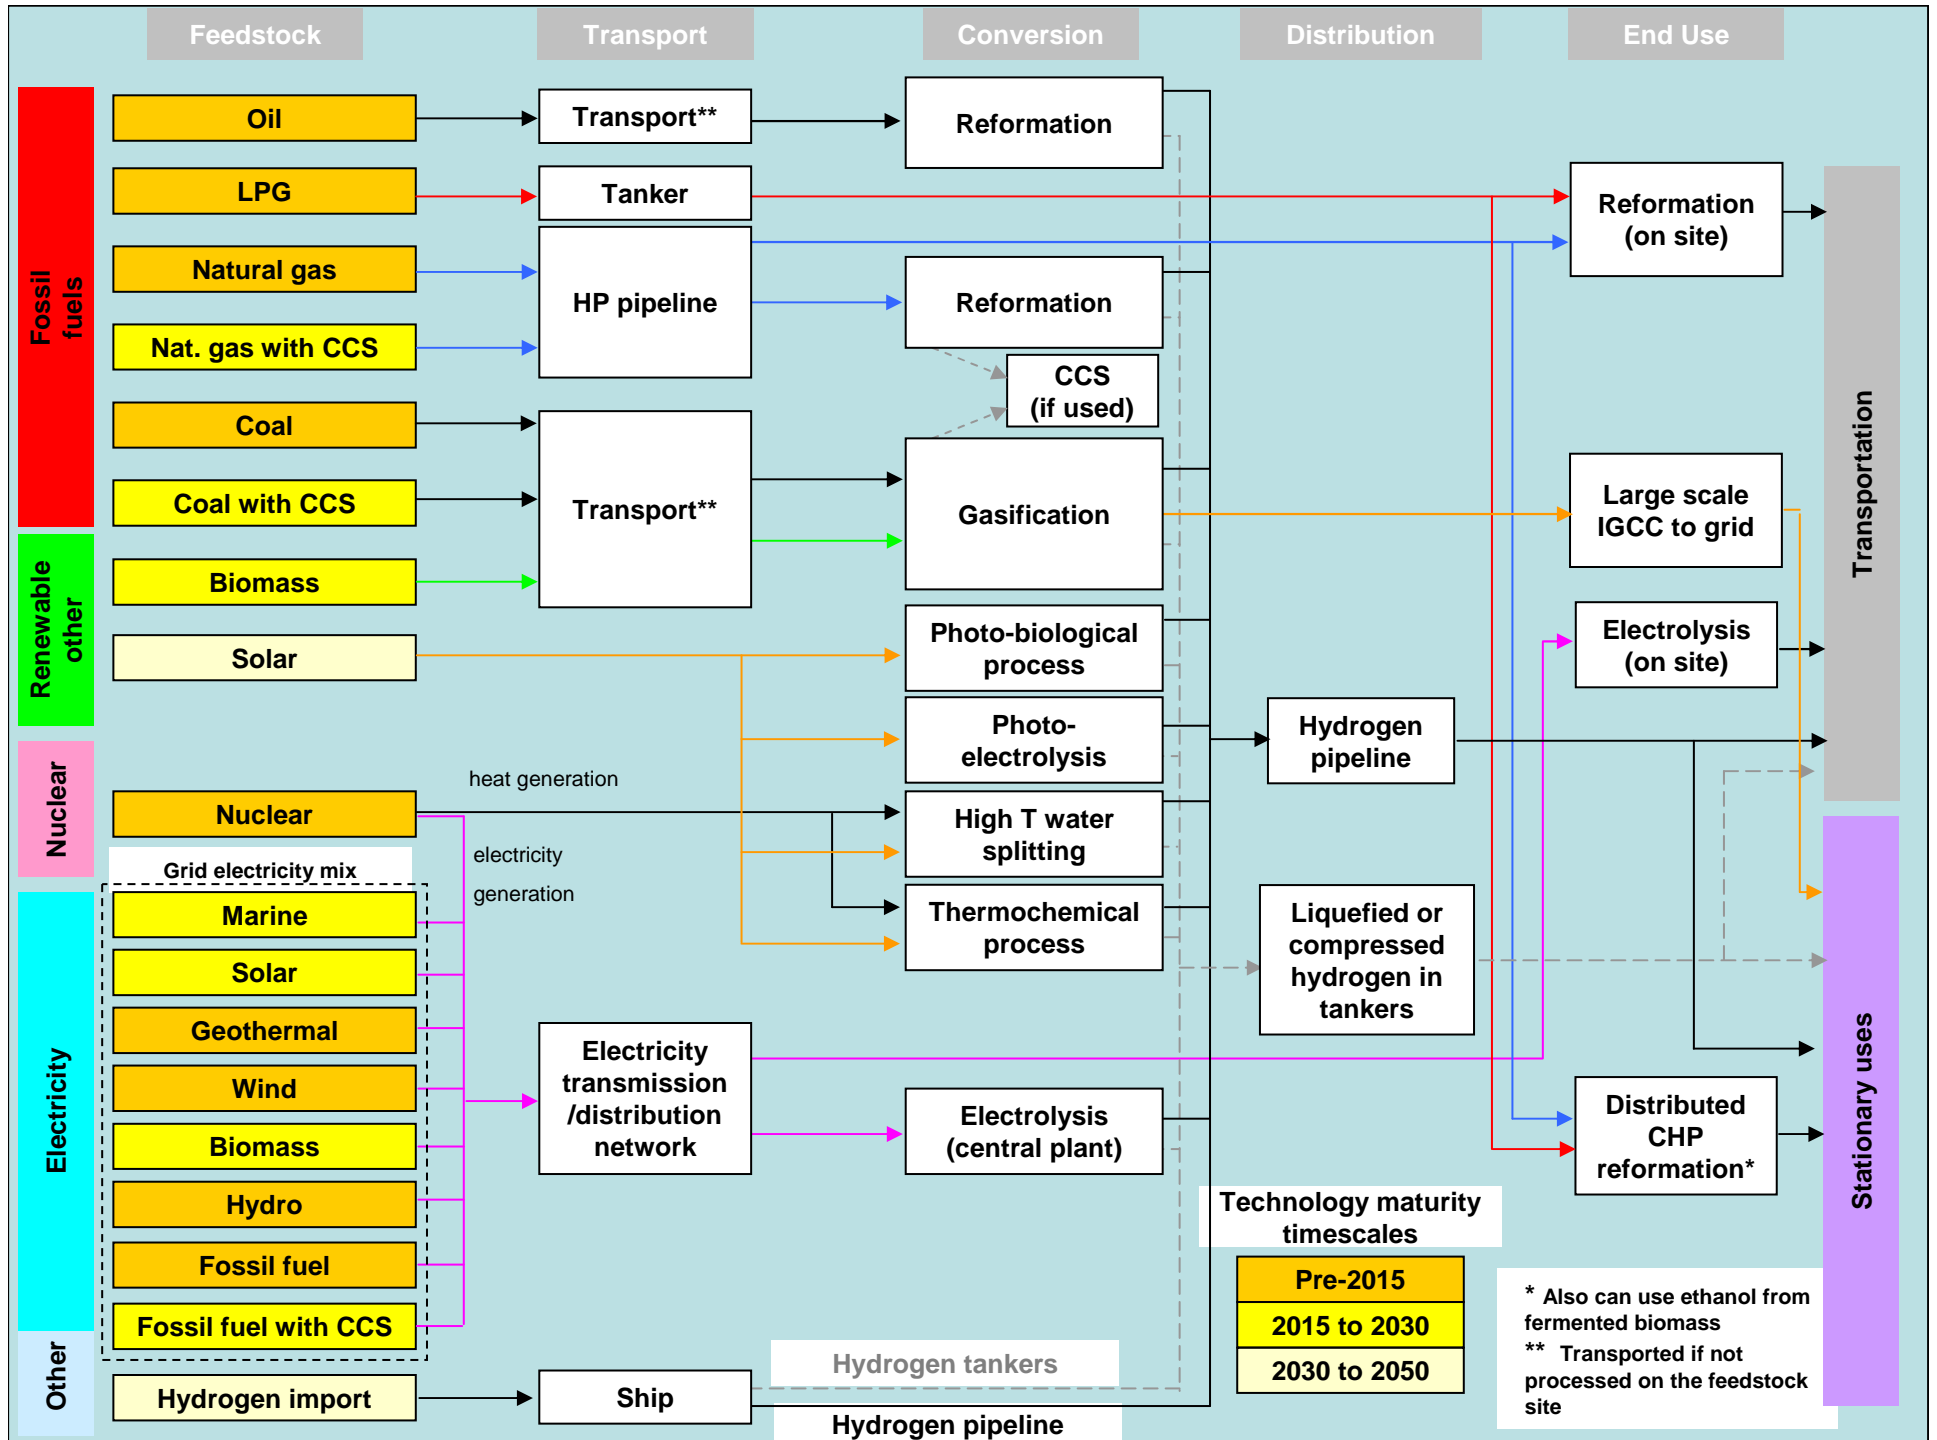 Feedstock
Transport
Conversion
Distribution
End Use
Fossil
fuels
Renewable
other
Nuclear
Electricity
Other
Oil
LPG
Natural gas
Nat. gas with CCS
Coal
Coal with CCS
Biomass
Solar
Nuclear
Grid electricity mix
Marine
Solar
Geothermal
Wind
Biomass
Hydro
Fossil fuel
Fossil fuel with CCS
Hydrogen import
heat generation
electricity
generation
Transport**
Tanker
HP pipeline
Transport**
Electricity
transmission
/distribution
network
Ship
Reformation
Reformation
CCS
(if used)
Gasification
Photo-biological
process
Photo-
electrolysis
High T water
splitting
Thermochemical
process
Electrolysis
(central plant)
Hydrogen tankers
Hydrogen pipeline
Hydrogen
pipeline
Liquefied or
compressed
hydrogen in
tankers
Technology maturity
timescales
Pre-2015
2015 to 2030
2030 to 2050
Reformation
(on site)
Large scale
IGCC to grid
Electrolysis
(on site)
Distributed
CHP
reformation*
* Also can use ethanol from
fermented biomass
** Transported if not
processed on the feedstock
site
Transportation
Stationary uses